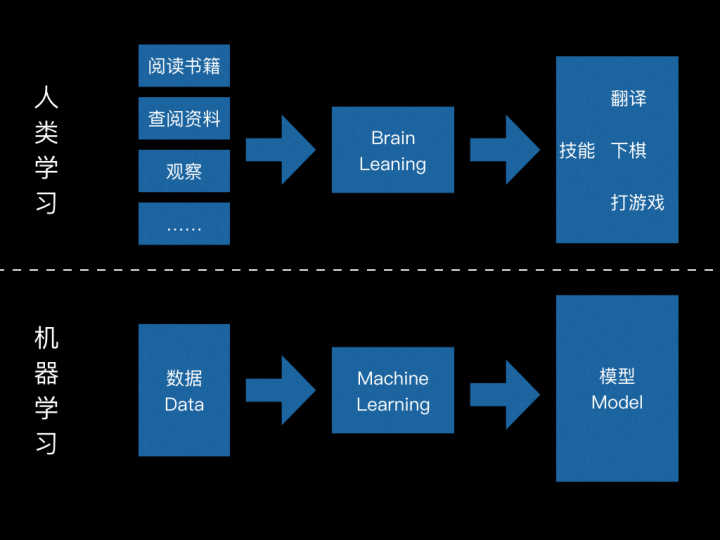 人类学习
阅读书籍
查阅资料
观察
……
Brain
Leaning
技能
翻译
下棋
打游戏
机器学习
数据
Data
Machine
Learning
模型
Model